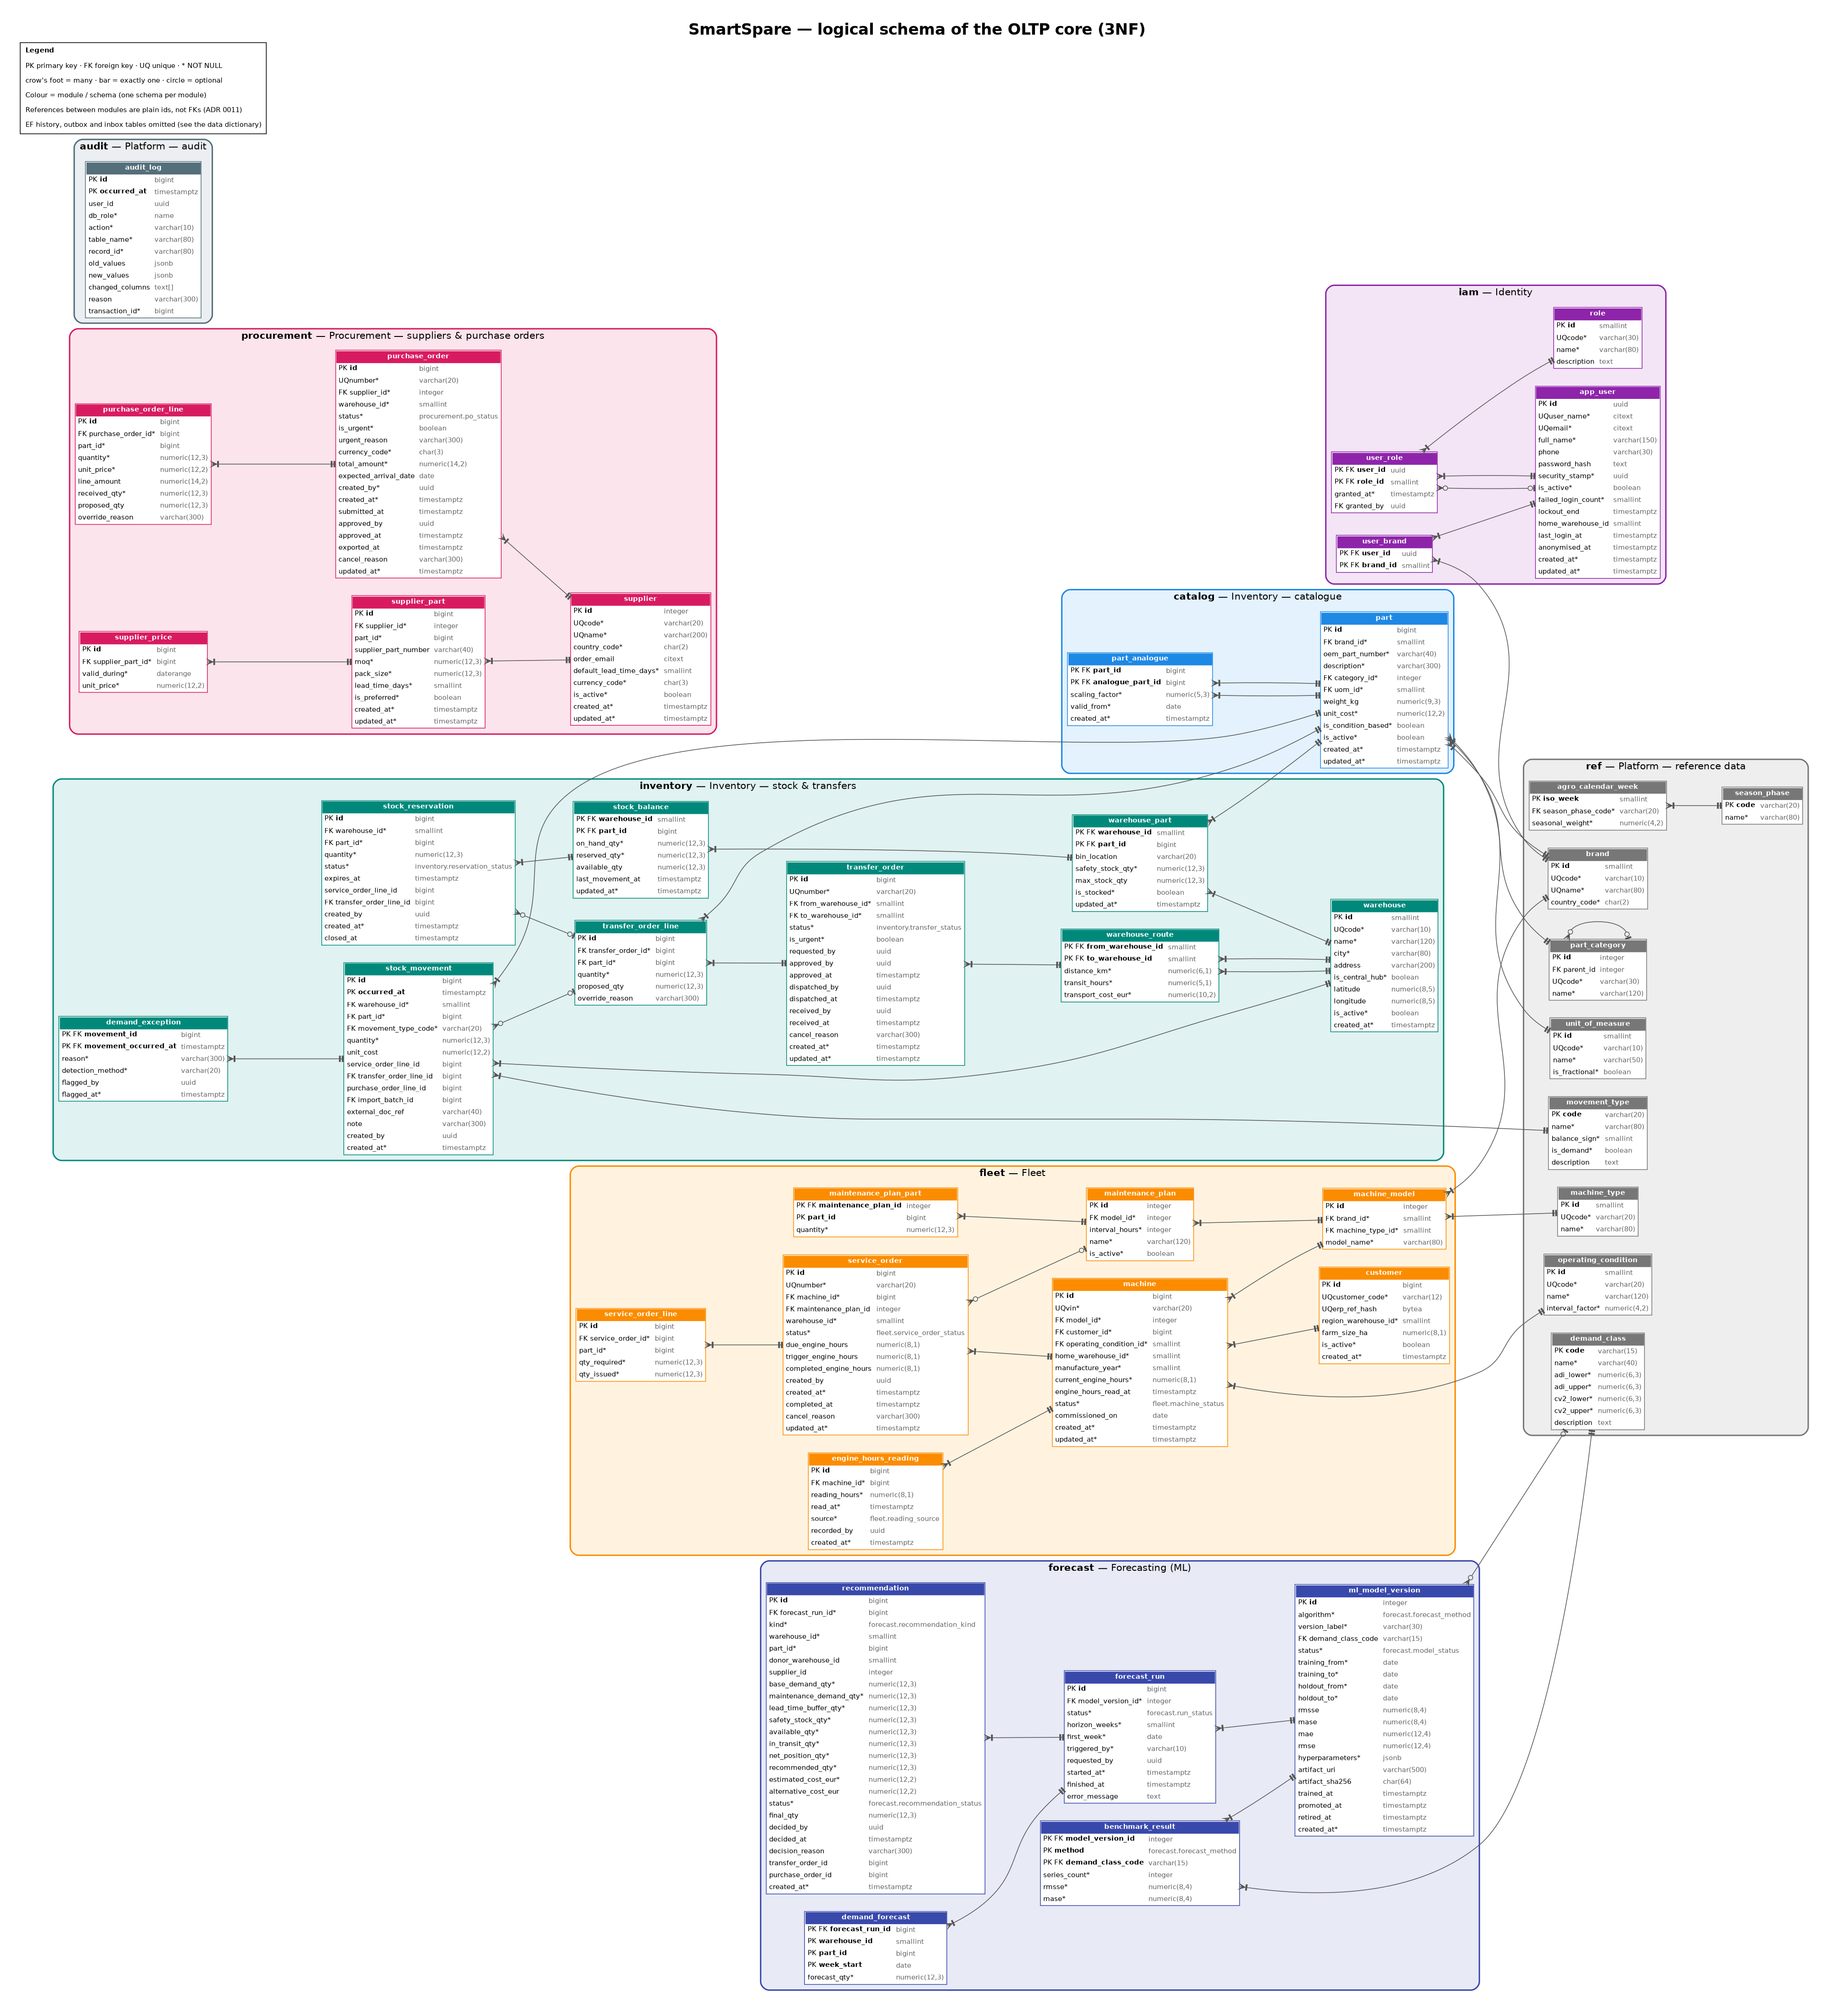 SmartSpare — logical schema of the OLTP core (3NF)
Legend
PK primary key · FK foreign key · UQ unique · * NOT NULL
crow's foot = many · bar = exactly one · circle = optional
Colour = module / schema (one schema per module)
References between modules are plain ids, not FKs (ADR 0011)
EF history, outbox and inbox tables omitted (see the data dictionary)
audit — Platform — audit
audit_log
PK id bigint
PK occurred_at timestamptz
user_id uuid
db_role* name
action* varchar(10)
table_name* varchar(80)
record_id* varchar(80)
old_values jsonb
new_values jsonb
changed_columns text[]
reason varchar(300)
transaction_id* bigint
procurement — Procurement — suppliers & purchase orders
purchase_order
PK id bigint
UQnumber* varchar(20)
FK supplier_id* integer
warehouse_id* smallint
status* procurement.po_status
is_urgent* boolean
urgent_reason varchar(300)
currency_code* char(3)
total_amount* numeric(14,2)
expected_arrival_date date
created_by* uuid
created_at* timestamptz
submitted_at timestamptz
approved_by uuid
approved_at timestamptz
exported_at timestamptz
cancel_reason varchar(300)
updated_at* timestamptz
purchase_order_line
PK id bigint
FK purchase_order_id* bigint
part_id* bigint
quantity* numeric(12,3)
unit_price* numeric(12,2)
line_amount numeric(14,2)
received_qty* numeric(12,3)
proposed_qty numeric(12,3)
override_reason varchar(300)
supplier_part
PK id bigint
FK supplier_id* integer
part_id* bigint
supplier_part_number varchar(40)
moq* numeric(12,3)
pack_size* numeric(12,3)
lead_time_days* smallint
is_preferred* boolean
created_at* timestamptz
updated_at* timestamptz
supplier
PK id integer
UQcode* varchar(20)
UQname* varchar(200)
country_code* char(2)
order_email citext
default_lead_time_days* smallint
currency_code* char(3)
is_active* boolean
created_at* timestamptz
updated_at* timestamptz
supplier_price
PK id bigint
FK supplier_part_id* bigint
valid_during* daterange
unit_price* numeric(12,2)
iam — Identity
role
PK id smallint
UQcode* varchar(30)
name* varchar(80)
description text
app_user
PK id uuid
UQuser_name* citext
UQemail* citext
full_name* varchar(150)
phone varchar(30)
password_hash text
security_stamp* uuid
is_active* boolean
failed_login_count* smallint
lockout_end timestamptz
home_warehouse_id smallint
last_login_at timestamptz
anonymised_at timestamptz
created_at* timestamptz
updated_at* timestamptz
user_role
PK FK user_id uuid
PK FK role_id smallint
granted_at* timestamptz
FK granted_by uuid
user_brand
PK FK user_id uuid
PK FK brand_id smallint
catalog — Inventory — catalogue
part
PK id bigint
FK brand_id* smallint
oem_part_number* varchar(40)
description* varchar(300)
FK category_id* integer
FK uom_id* smallint
weight_kg numeric(9,3)
unit_cost* numeric(12,2)
is_condition_based* boolean
is_active* boolean
created_at* timestamptz
updated_at* timestamptz
part_analogue
PK FK part_id bigint
PK FK analogue_part_id bigint
scaling_factor* numeric(5,3)
valid_from* date
created_at* timestamptz
ref — Platform — reference data
agro_calendar_week
PK iso_week smallint
FK season_phase_code* varchar(20)
seasonal_weight* numeric(4,2)
season_phase
PK code varchar(20)
name* varchar(80)
brand
PK id smallint
UQcode* varchar(10)
UQname* varchar(80)
country_code* char(2)
part_category
PK id integer
FK parent_id integer
UQcode* varchar(30)
name* varchar(120)
unit_of_measure
PK id smallint
UQcode* varchar(10)
name* varchar(50)
is_fractional* boolean
movement_type
PK code varchar(20)
name* varchar(80)
balance_sign* smallint
is_demand* boolean
description text
machine_type
PK id smallint
UQcode* varchar(20)
name* varchar(80)
operating_condition
PK id smallint
UQcode* varchar(20)
name* varchar(120)
interval_factor* numeric(4,2)
demand_class
PK code varchar(15)
name* varchar(40)
adi_lower* numeric(6,3)
adi_upper* numeric(6,3)
cv2_lower* numeric(6,3)
cv2_upper* numeric(6,3)
description text
inventory — Inventory — stock & transfers
stock_reservation
PK id bigint
FK warehouse_id* smallint
FK part_id* bigint
quantity* numeric(12,3)
status* inventory.reservation_status
expires_at timestamptz
service_order_line_id bigint
FK transfer_order_line_id bigint
created_by uuid
created_at* timestamptz
closed_at timestamptz
stock_balance
PK FK warehouse_id smallint
PK FK part_id bigint
on_hand_qty* numeric(12,3)
reserved_qty* numeric(12,3)
available_qty numeric(12,3)
last_movement_at timestamptz
updated_at* timestamptz
transfer_order_line
PK id bigint
FK transfer_order_id* bigint
FK part_id* bigint
quantity* numeric(12,3)
proposed_qty numeric(12,3)
override_reason varchar(300)
transfer_order
PK id bigint
UQnumber* varchar(20)
FK from_warehouse_id* smallint
FK to_warehouse_id* smallint
status* inventory.transfer_status
is_urgent* boolean
requested_by uuid
approved_by uuid
approved_at timestamptz
dispatched_by uuid
dispatched_at timestamptz
received_by uuid
received_at timestamptz
cancel_reason varchar(300)
created_at* timestamptz
updated_at* timestamptz
warehouse_part
PK FK warehouse_id smallint
PK FK part_id bigint
bin_location varchar(20)
safety_stock_qty* numeric(12,3)
max_stock_qty numeric(12,3)
is_stocked* boolean
updated_at* timestamptz
warehouse_route
PK FK from_warehouse_id smallint
PK FK to_warehouse_id smallint
distance_km* numeric(6,1)
transit_hours* numeric(5,1)
transport_cost_eur* numeric(10,2)
warehouse
PK id smallint
UQcode* varchar(10)
name* varchar(120)
city* varchar(80)
address varchar(200)
is_central_hub* boolean
latitude numeric(8,5)
longitude numeric(8,5)
is_active* boolean
created_at* timestamptz
stock_movement
PK id bigint
PK occurred_at timestamptz
FK warehouse_id* smallint
FK part_id* bigint
FK movement_type_code* varchar(20)
quantity* numeric(12,3)
unit_cost numeric(12,2)
service_order_line_id bigint
FK transfer_order_line_id bigint
purchase_order_line_id bigint
FK import_batch_id bigint
external_doc_ref varchar(40)
note varchar(300)
created_by uuid
created_at* timestamptz
demand_exception
PK FK movement_id bigint
PK FK movement_occurred_at timestamptz
reason* varchar(300)
detection_method* varchar(20)
flagged_by uuid
flagged_at* timestamptz
fleet — Fleet
maintenance_plan_part
PK FK maintenance_plan_id integer
PK part_id bigint
quantity* numeric(12,3)
maintenance_plan
PK id integer
FK model_id* integer
interval_hours* integer
name* varchar(120)
is_active* boolean
machine_model
PK id integer
FK brand_id* smallint
FK machine_type_id* smallint
model_name* varchar(80)
service_order
PK id bigint
UQnumber* varchar(20)
FK machine_id* bigint
FK maintenance_plan_id integer
warehouse_id* smallint
status* fleet.service_order_status
due_engine_hours numeric(8,1)
trigger_engine_hours numeric(8,1)
completed_engine_hours numeric(8,1)
created_by uuid
created_at* timestamptz
completed_at timestamptz
cancel_reason varchar(300)
updated_at* timestamptz
service_order_line
PK id bigint
FK service_order_id* bigint
part_id* bigint
qty_required* numeric(12,3)
qty_issued* numeric(12,3)
machine
PK id bigint
UQvin* varchar(20)
FK model_id* integer
FK customer_id* bigint
FK operating_condition_id* smallint
home_warehouse_id* smallint
manufacture_year* smallint
current_engine_hours* numeric(8,1)
engine_hours_read_at timestamptz
status* fleet.machine_status
commissioned_on date
created_at* timestamptz
updated_at* timestamptz
customer
PK id bigint
UQcustomer_code* varchar(12)
UQerp_ref_hash bytea
region_warehouse_id* smallint
farm_size_ha numeric(8,1)
is_active* boolean
created_at* timestamptz
engine_hours_reading
PK id bigint
FK machine_id* bigint
reading_hours* numeric(8,1)
read_at* timestamptz
source* fleet.reading_source
recorded_by uuid
created_at* timestamptz
forecast — Forecasting (ML)
recommendation
PK id bigint
FK forecast_run_id* bigint
kind* forecast.recommendation_kind
warehouse_id* smallint
part_id* bigint
donor_warehouse_id smallint
supplier_id integer
base_demand_qty* numeric(12,3)
maintenance_demand_qty* numeric(12,3)
lead_time_buffer_qty* numeric(12,3)
safety_stock_qty* numeric(12,3)
available_qty* numeric(12,3)
in_transit_qty* numeric(12,3)
net_position_qty* numeric(12,3)
recommended_qty* numeric(12,3)
estimated_cost_eur* numeric(12,2)
alternative_cost_eur numeric(12,2)
status* forecast.recommendation_status
final_qty numeric(12,3)
decided_by uuid
decided_at timestamptz
decision_reason varchar(300)
transfer_order_id bigint
purchase_order_id bigint
created_at* timestamptz
forecast_run
PK id bigint
FK model_version_id* integer
status* forecast.run_status
horizon_weeks* smallint
first_week* date
triggered_by* varchar(10)
requested_by uuid
started_at* timestamptz
finished_at timestamptz
error_message text
ml_model_version
PK id integer
algorithm* forecast.forecast_method
version_label* varchar(30)
FK demand_class_code varchar(15)
status* forecast.model_status
training_from* date
training_to* date
holdout_from* date
holdout_to* date
rmsse numeric(8,4)
mase numeric(8,4)
mae numeric(12,4)
rmse numeric(12,4)
hyperparameters* jsonb
artifact_uri varchar(500)
artifact_sha256 char(64)
trained_at timestamptz
promoted_at timestamptz
retired_at timestamptz
created_at* timestamptz
benchmark_result
PK FK model_version_id integer
PK method forecast.forecast_method
PK FK demand_class_code varchar(15)
series_count* integer
rmsse* numeric(8,4)
mase* numeric(8,4)
demand_forecast
PK FK forecast_run_id bigint
PK warehouse_id smallint
PK part_id bigint
PK week_start date
forecast_qty* numeric(12,3)